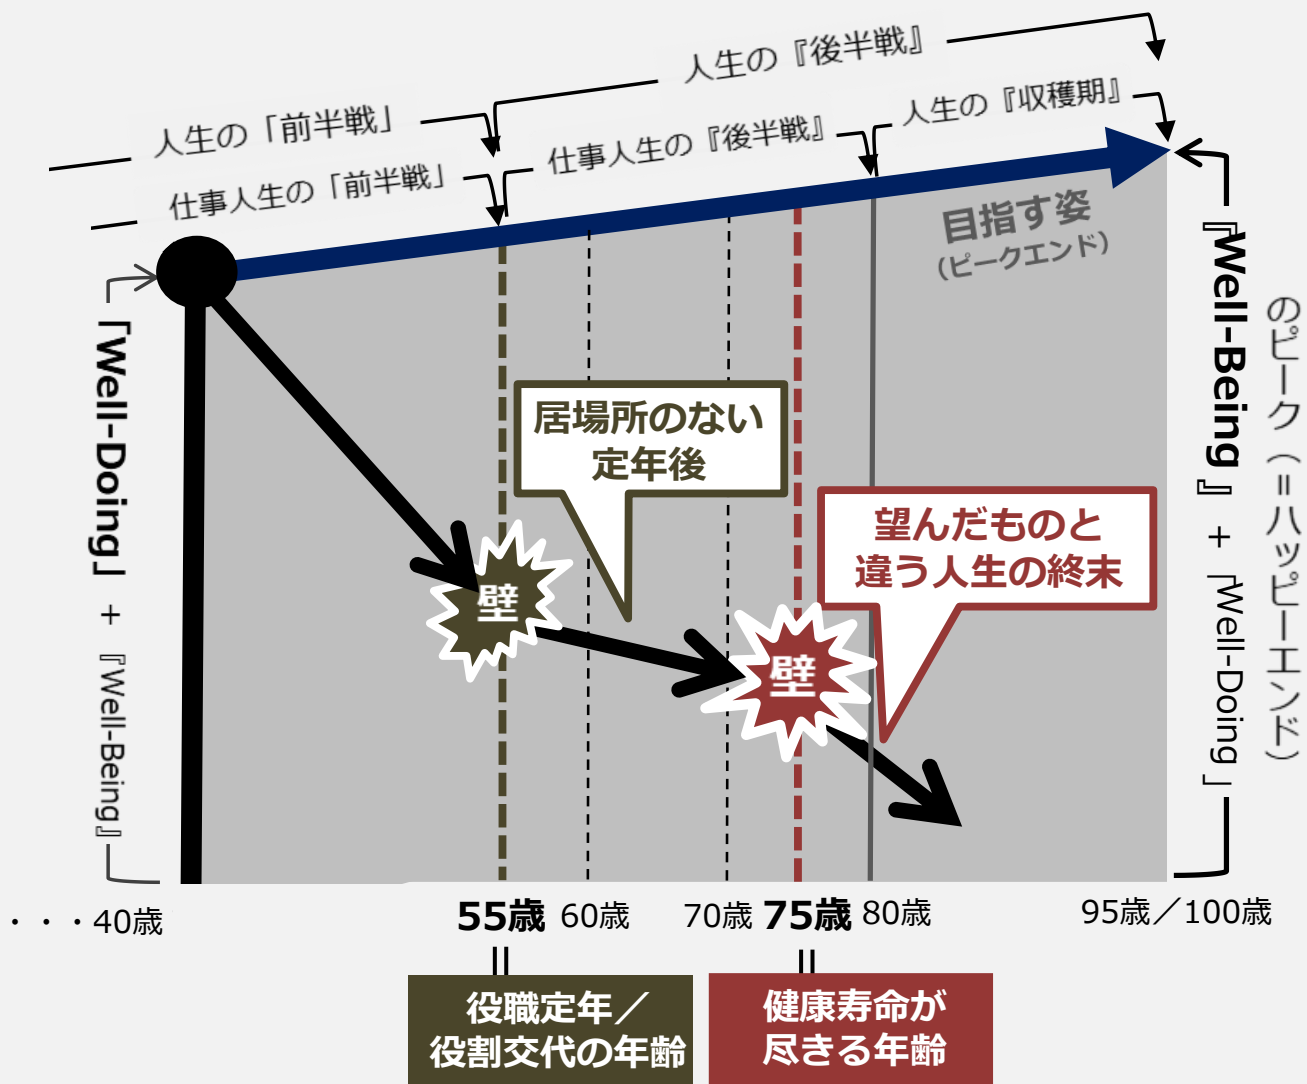 人生の『後半戦』
人生の「前半戦」
人生の『収穫期』
仕事人生の『後半戦』
仕事人生の「前半戦」
目指す姿
（ピークエンド）
「Well-Doing」 + 『Well-Being』
『Well-Being 』 + 「Well-Doing 」
のピーク（＝ハッピーエンド）
居場所のない
定年後
望んだものと
違う人生の終末
壁
壁
・・・40歳
55歳
60歳
70歳
75歳
80歳
95歳／100歳
役職定年／
役割交代の年齢
健康寿命が
尽きる年齢